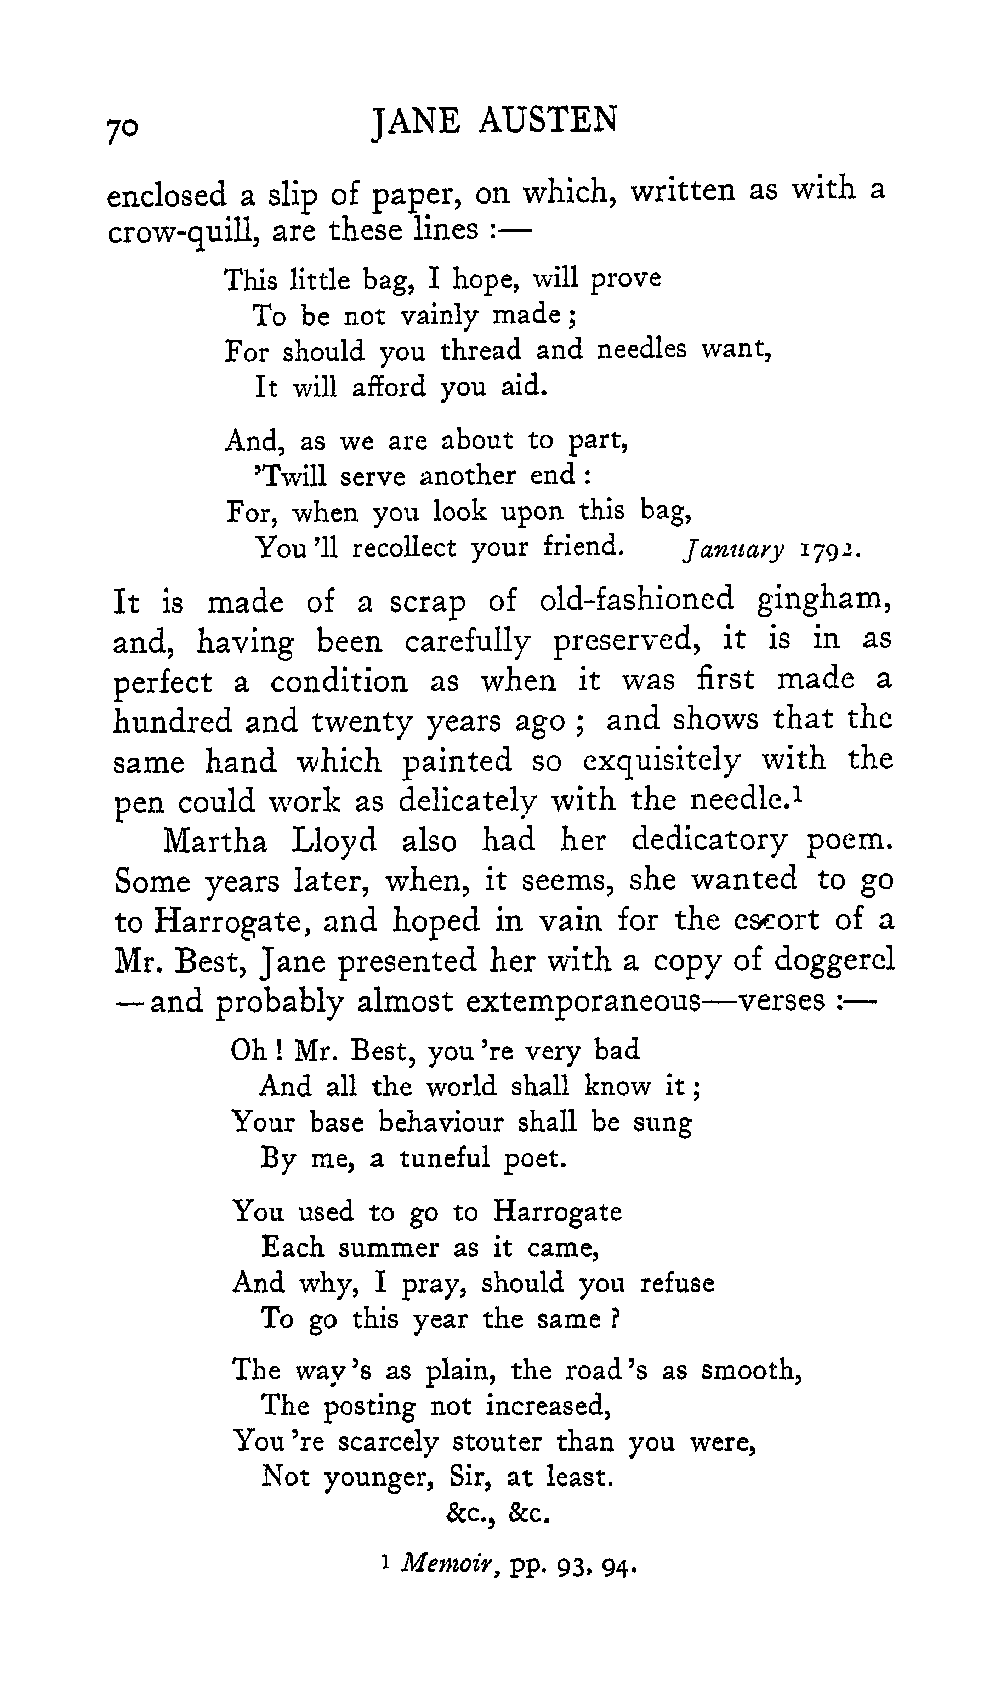 70 JANE AUSTEN
enclosed a slip of paper, on which, written as with a
crow-quill, are these lines :—
This little bag, I hope, will prove
To be not vainly made ;
For should you thread and needles want,
It will afford you aid.
And, as we are about to part,
’Twill serve another end :
For, when you look upon this bag,
You ’ll recollect your friend. January 1792.
It is made of a scrap of old-fashioned gingham,
and, having been carefully preserved, it is in as
perfect a condition as when it was first made a
hundred and twenty years ago ; and shows that the
same hand which painted so exquisitely with the
pen could work as delicately with the needle.¹
Martha Lloyd also had her dedicatory poem.
Some years later, when, it seems, she wanted to go
to Harrogate, and hoped in vain for the escort of a
Mr. Best, Jane presented her with a copy of doggerel
—and probably almost extemporaneous—verses :—
Oh ! Mr. Best, you ’re very bad
And all the world shall know it ;
Your base behaviour shall be sung
By me, a tuneful poet.
You used to go to Harrogate
Each summer as it came,
And why, I pray, should you refuse
To go this year the same ?
The way ’s as plain, the road ’s as smooth,
The posting not increased,
You ’re scarcely stouter than you were,
Not younger, Sir, at least.
&c., &c.
¹ Memoir, pp. 93, 94.